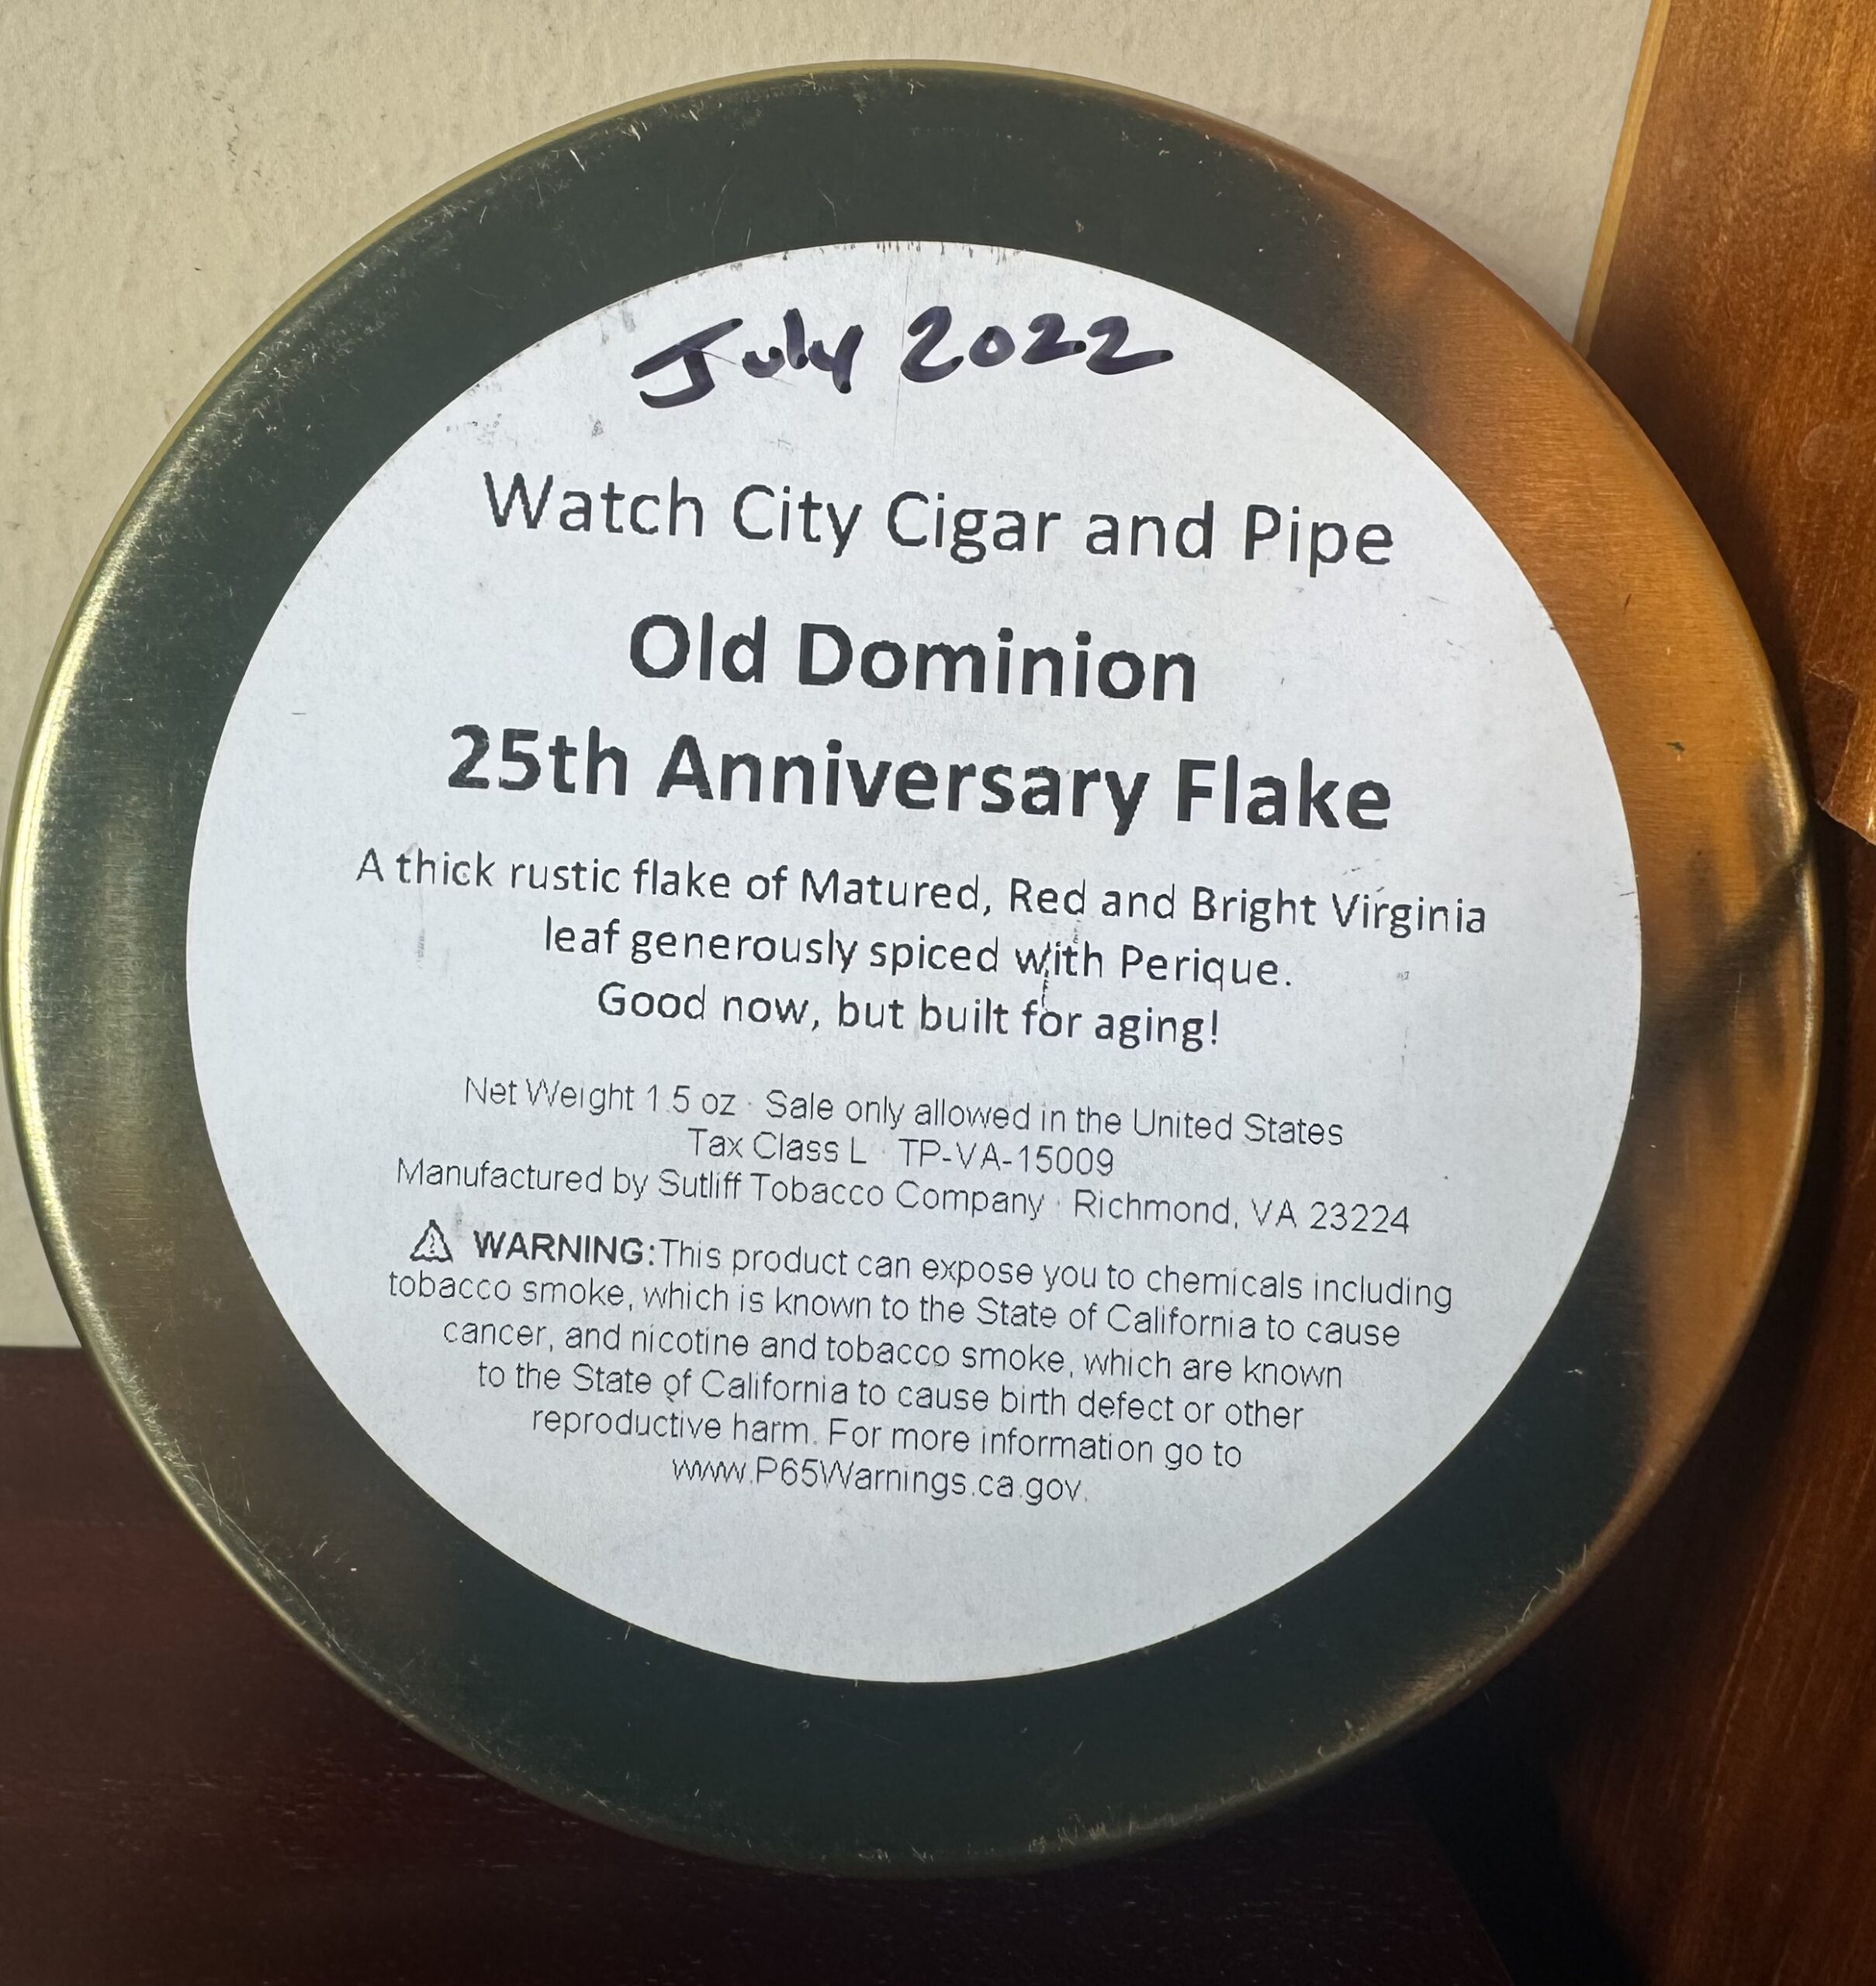 July 2022
Watch City Cigar and Pipe
Old Dominion
25th Anniversary Flake
A thick rustic flake of Matured, Red and Bright Virginia
leaf generously spiced with Perique.
Good now, but built for aging!
Net Weight 1.5 oz · Sale only allowed in the United States
Tax Class L · TP-VA-15009
Manufactured by Sutliff Tobacco Company · Richmond, VA 23224
⚠ WARNING:This product can expose you to chemicals including
tobacco smoke, which is known to the State of California to cause
cancer, and nicotine and tobacco smoke, which are known
to the State of California to cause birth defect or other
reproductive harm. For more information go to
www.P65Warnings.ca.gov.